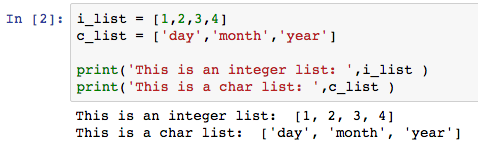 In [2]: i_list = [1,2,3,4]
c_list = ['day','month','year']
print('This is an integer list: ',i_list )
print('This is a char list: ',c_list )
This is an integer list:  [1, 2, 3, 4]
This is a char list:  ['day', 'month', 'year']